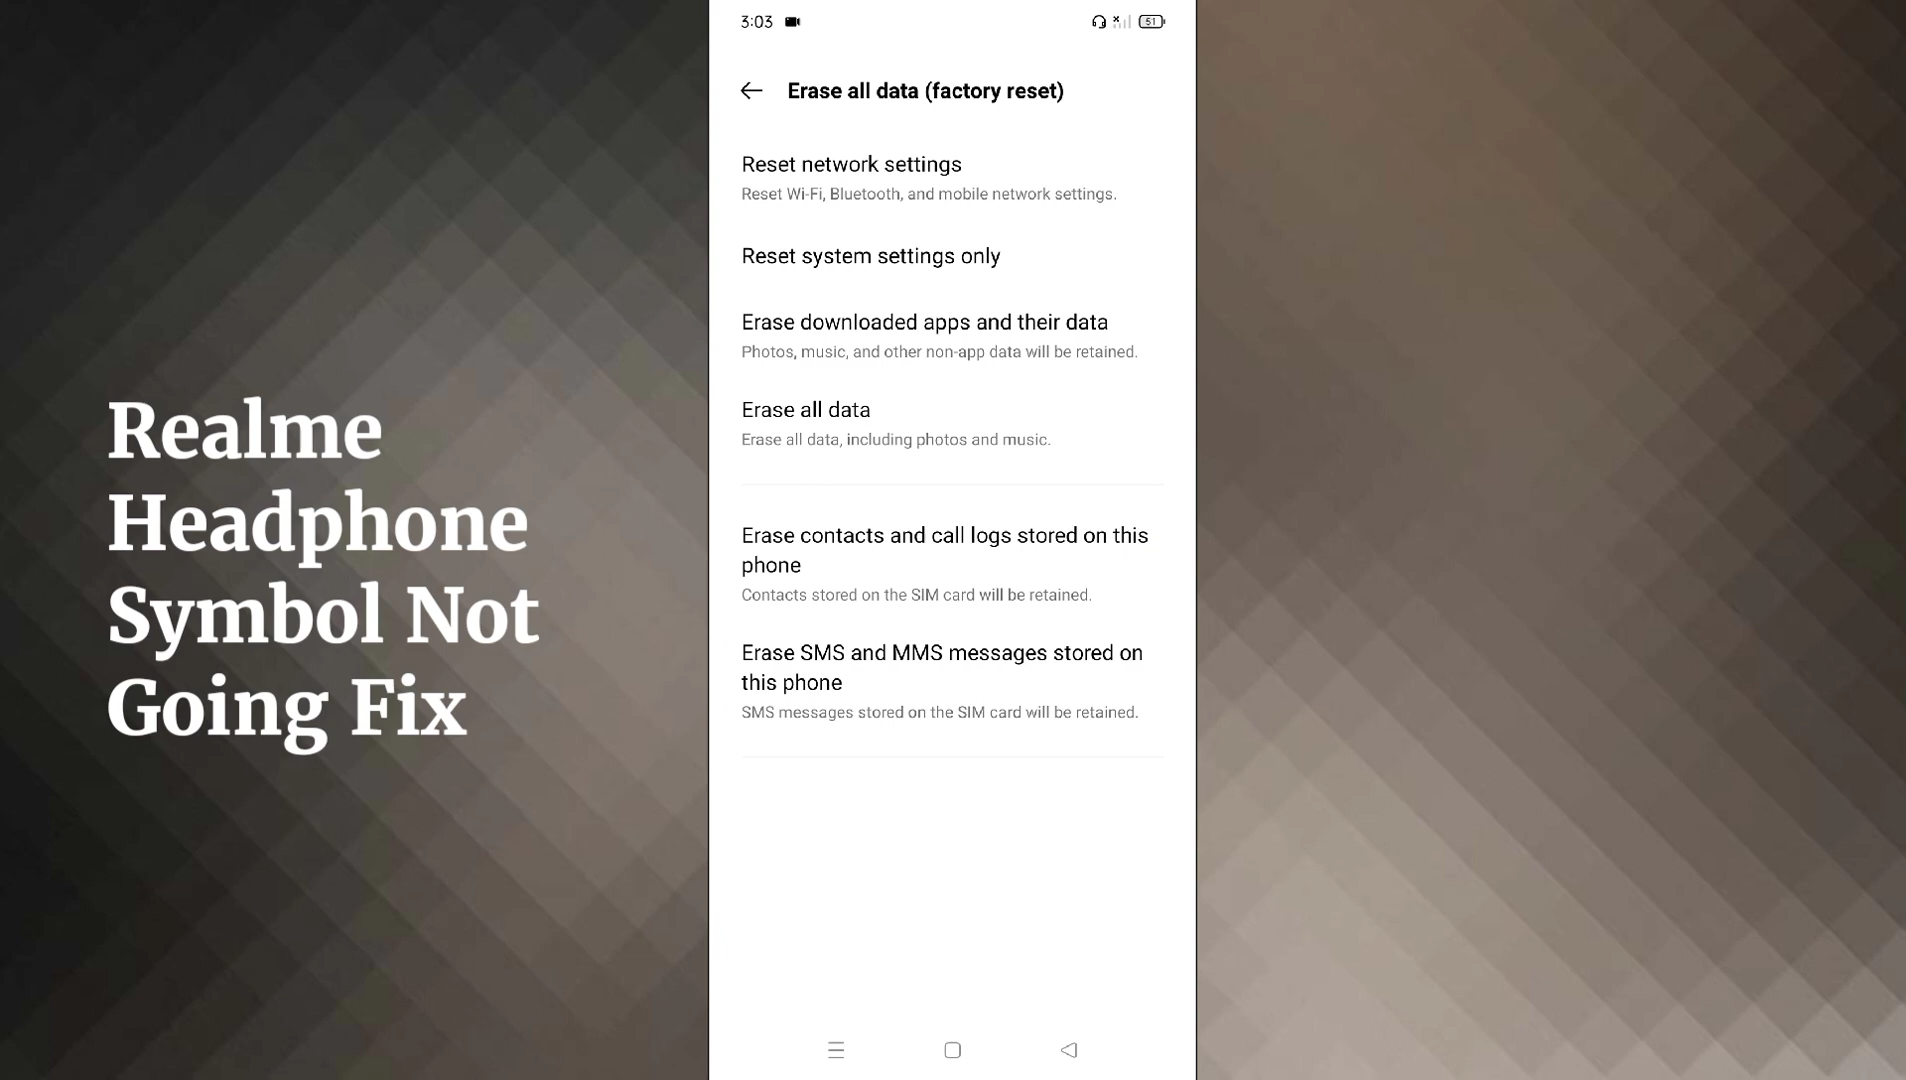 3:03
51
Erase all data (factory reset)
Reset network settings
Reset Wi-Fi, Bluetooth, and mobile network settings.
Reset system settings only
Erase downloaded apps and their data
Photos, music, and other non-app data will be retained.
Erase all data
Erase all data, including photos and music.
Erase contacts and call logs stored on this
phone
Contacts stored on the SIM card will be retained.
Erase SMS and MMS messages stored on
this phone
SMS messages stored on the SIM card will be retained.
Realme
Headphone
Symbol Not
Going Fix